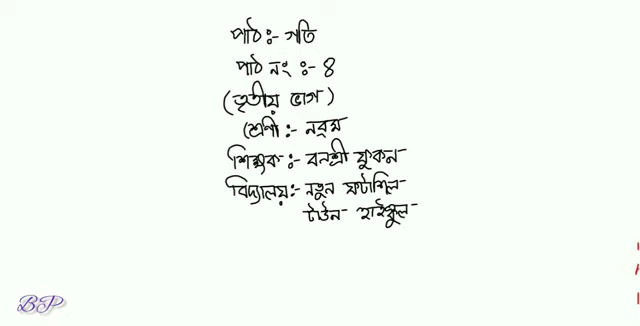 পাঠ:- গতি
পাঠ নং :- ৪
(তৃতীয় ভাগ)
শ্রেণী :- নবম
শিক্ষক :- বনশ্রী ফুকন
বিদ্যালয় :- নতুন ফটাশিল
টাউন হাইস্কুল
BP